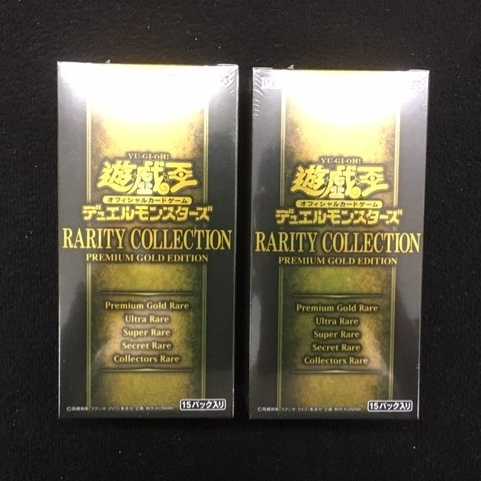 YU-GI-OH!
遊戯王
オフィシャルカードゲーム
デュエルモンスターズ
RARITY COLLECTION
PREMIUM GOLD EDITION
Premium Gold Rare
Ultra Rare
Super Rare
Secret Rare
Collectors Rare
15パック入り
YU-GI-OH!
遊戯王
オフィシャルカードゲーム
デュエルモンスターズ
RARITY COLLECTION
PREMIUM GOLD EDITION
Premium Gold Rare
Ultra Rare
Super Rare
Secret Rare
Collectors Rare
15パック入り